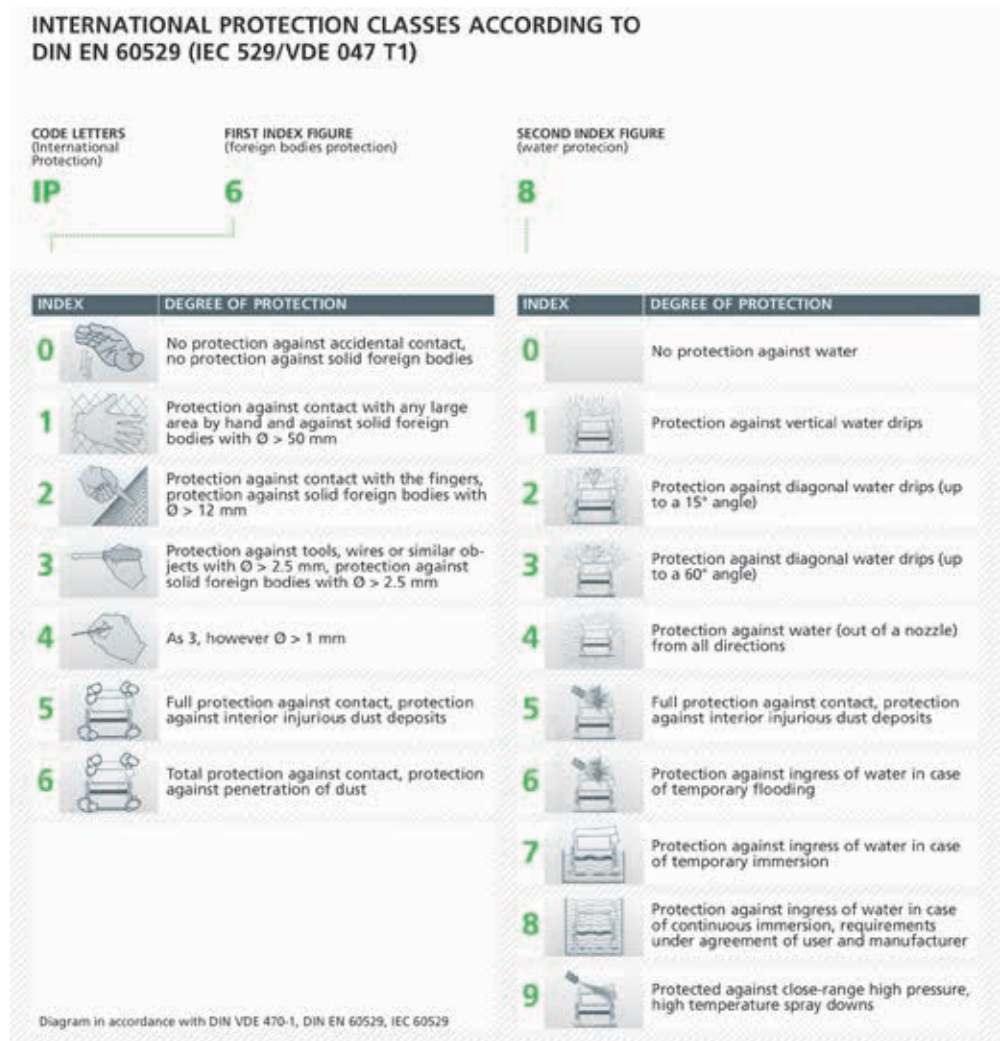 INTERNATIONAL PROTECTION CLASSES ACCORDING TO
DIN EN 60529 (IEC 529/VDE 047 T1)
CODE LETTERS
(International
Protection)
IP
FIRST INDEX FIGURE
(foreign bodies protection)
6
SECOND INDEX FIGURE
(water protecion)
8
INDEX DEGREE OF PROTECTION
0 No protection against accidental contact,
no protection against solid foreign bodies
1 Protection against contact with any large
area by hand and against solid foreign
bodies with Ø > 50 mm
2 Protection against contact with the fingers,
protection against solid foreign bodies with
Ø > 12 mm
3 Protection against tools, wires or similar ob-
jects with Ø > 2.5 mm, protection against
solid foreign bodies with Ø > 2.5 mm
4 As 3, however Ø > 1 mm
5 Full protection against contact, protection
against interior injurious dust deposits
6 Total protection against contact, protection
against penetration of dust
Diagram in accordance with DIN VDE 470-1, DIN EN 60529, IEC 60529
INDEX DEGREE OF PROTECTION
0 No protection against water
1 Protection against vertical water drips
2 Protection against diagonal water drips (up
to a 15° angle)
3 Protection against diagonal water drips (up
to a 60° angle)
4 Protection against water (out of a nozzle)
from all directions
5 Full protection against contact, protection
against interior injurious dust deposits
6 Protection against ingress of water in case
of temporary flooding
7 Protection against ingress of water in case
of temporary immersion
8 Protection against ingress of water in case
of continuous immersion, requirements
under agreement of user and manufacturer
9 Protected against close-range high pressure,
high temperature spray downs